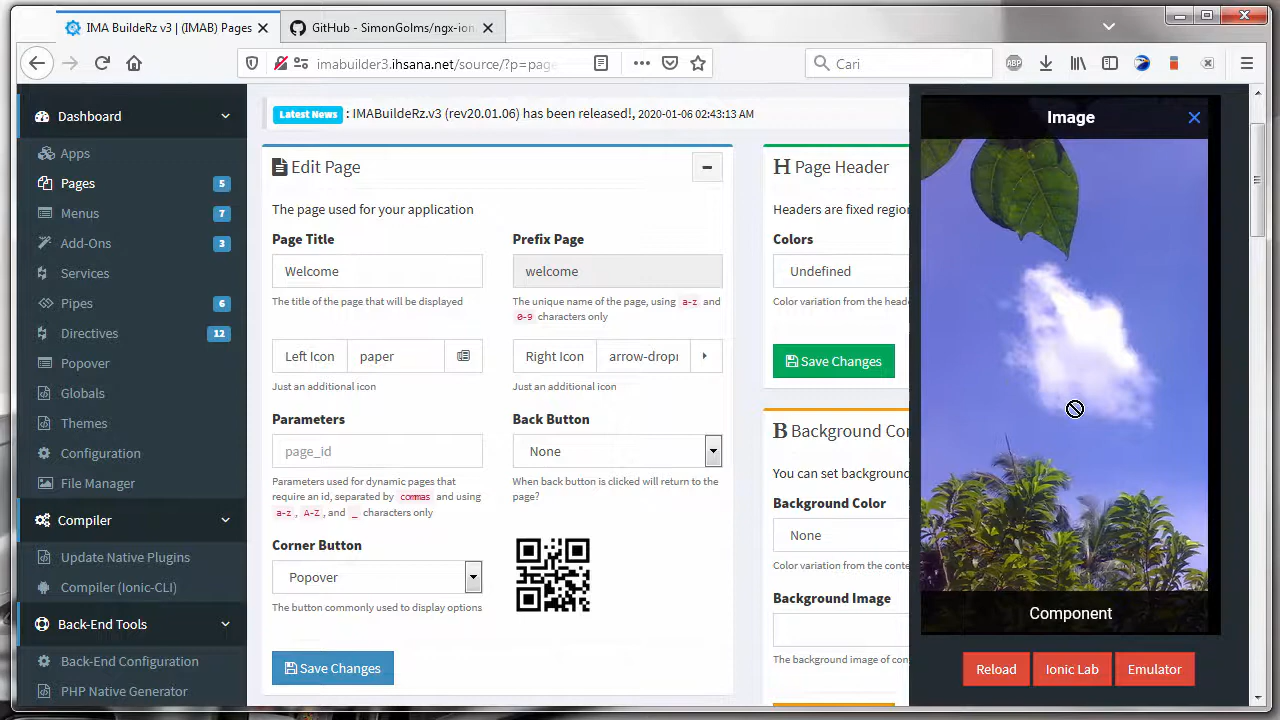 IMA BuildeRz v3 | (IMAB) Pages
GitHub - SimonGolms/ngx-ion
imabuilder3.ihsana.net/source/?p=page
Cari
ABP
Dashboard
Apps
Pages 5
Menus 7
Add-Ons 3
Services
Pipes 6
Directives 12
Popover
Globals
Themes
Configuration
File Manager
Compiler
Update Native Plugins
Compiler (Ionic-CLI)
Back-End Tools
Back-End Configuration
PHP Native Generator
Latest News : IMABuildeRz.v3 (rev20.01.06) has been released!, 2020-01-06 02:43:13 AM
Edit Page
The page used for your application
Page Title
Welcome
The title of the page that will be displayed
Prefix Page
welcome
The unique name of the page, using a-z and
0-9 characters only
Left Icon paper
Just an additional icon
Right Icon arrow-dropr
Just an additional icon
Parameters
page_id
Parameters used for dynamic pages that
require an id, separated by commas and using
a-z, A-Z, and _ characters only
Back Button
None
When back button is clicked will return to the
page?
Corner Button
Popover
The button commonly used to display options
Save Changes
H Page Header
Headers are fixed region
Colors
Undefined
Color variation from the heade
Save Changes
B Background Con
You can set background
Background Color
None
Color variation from the conte
Background Image
The background image of con
Image
Component
Reload
Ionic Lab
Emulator